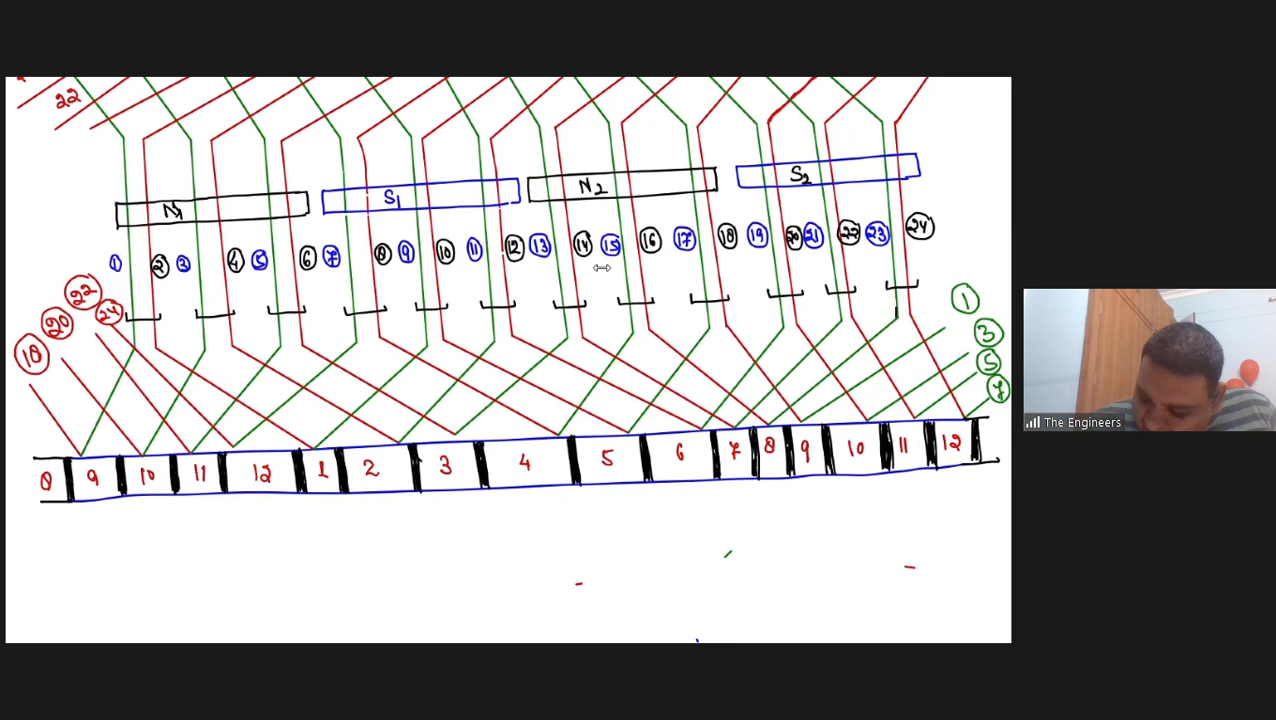 22
N1 S1 N2 S2
1 2 3 4 5 6 7 8 9 10 11 12 13 14 15 16 17 18 19 20 21 22 23 24
18 20 22 24
1
3
5
7
8 9 10 11 12 1 2 3 4 5 6 7 8 9 10 11 12
The Engineers